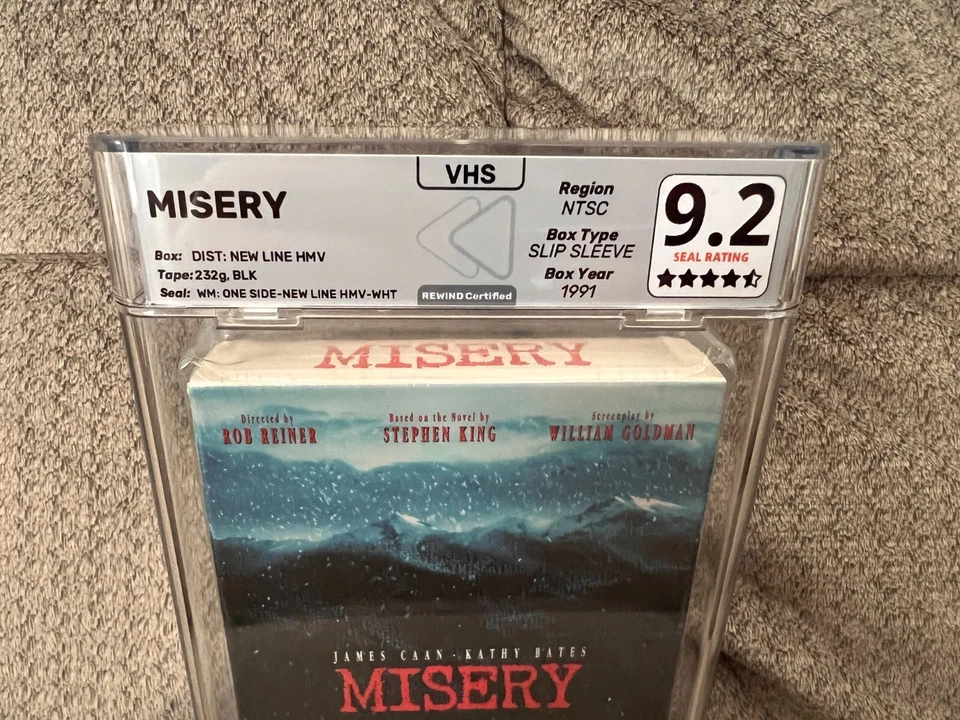 VHS
MISERY
Box: DIST: NEW LINE HMV
Tape: 232g, BLK
Seal: WM: ONE SIDE-NEW LINE HMV-WHT
REWIND Certified
Region
NTSC
Box Type
SLIP SLEEVE
Box Year
1991
9.2
SEAL RATING
MISERY
Directed by
ROB REINER
Based on the Novel by
STEPHEN KING
Screenplay by
WILLIAM GOLDMAN
JAMES CAAN - KATHY BATES
MISERY